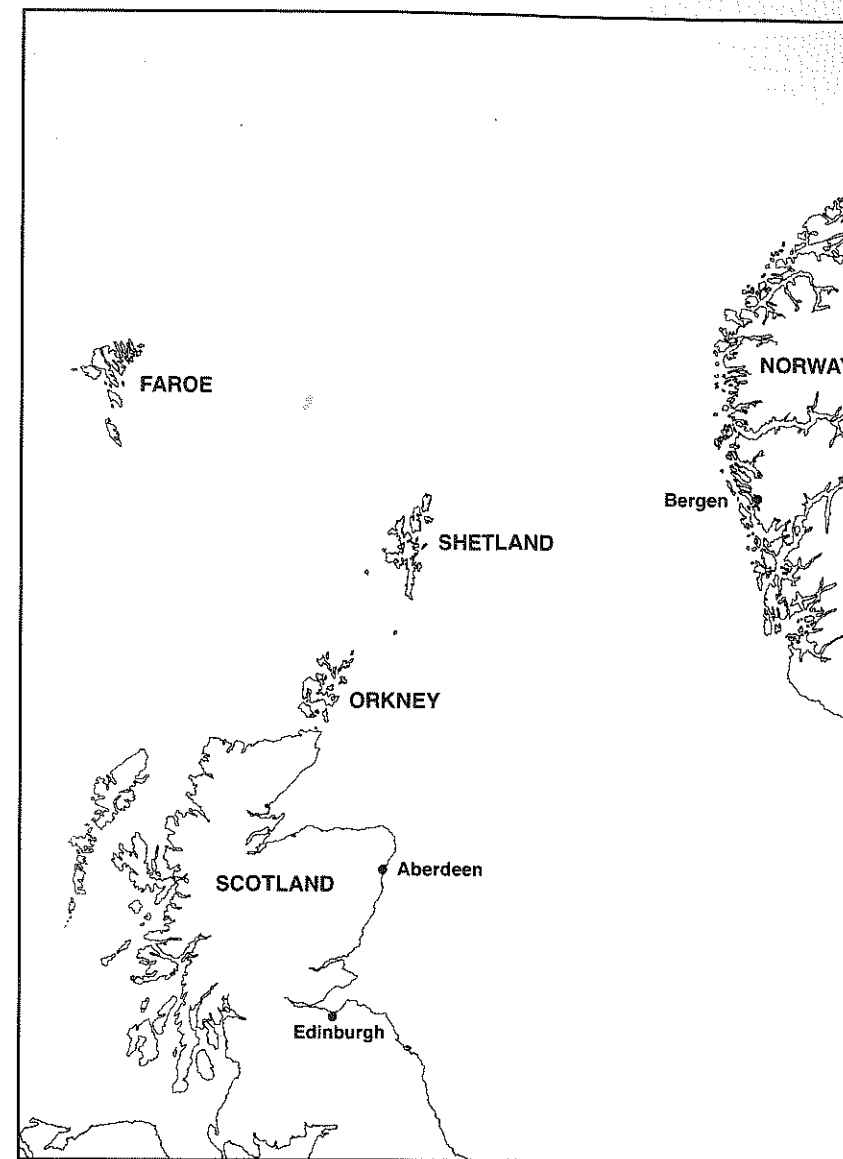 NORWAY
FAROE
Bergen
SHETLAND
ORKNEY
Aberdeen
SCOTLAND
Edinburgh